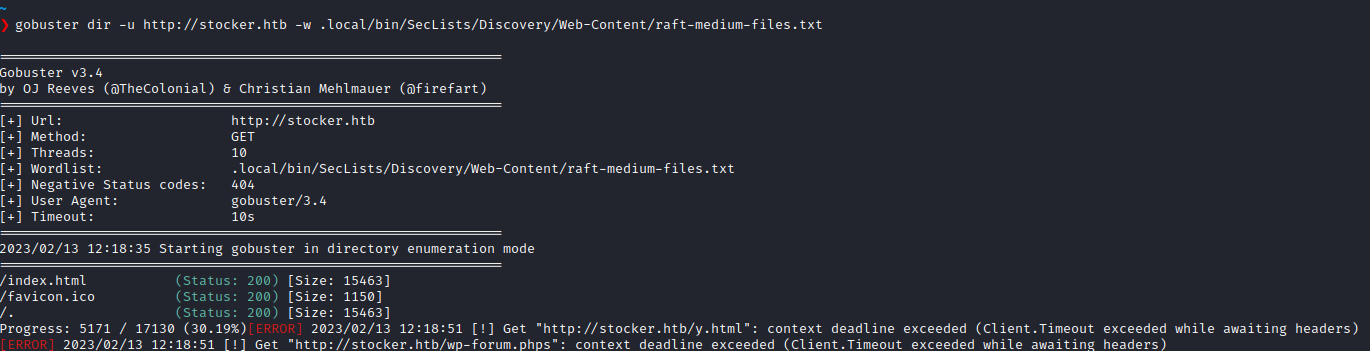 ~
❯ gobuster dir -u http://stocker.htb -w .local/bin/SecLists/Discovery/Web-Content/raft-medium-files.txt
===============================================================
Gobuster v3.4
by OJ Reeves (@TheColonial) & Christian Mehlmauer (@firefart)
===============================================================
[+] Url:                     http://stocker.htb
[+] Method:                  GET
[+] Threads:                 10
[+] Wordlist:                .local/bin/SecLists/Discovery/Web-Content/raft-medium-files.txt
[+] Negative Status codes:   404
[+] User Agent:              gobuster/3.4
[+] Timeout:                 10s
===============================================================
2023/02/13 12:18:35 Starting gobuster in directory enumeration mode
===============================================================
/index.html           (Status: 200) [Size: 15463]
/favicon.ico          (Status: 200) [Size: 1150]
/.                    (Status: 200) [Size: 15463]
Progress: 5171 / 17130 (30.19%)[ERROR] 2023/02/13 12:18:51 [!] Get "http://stocker.htb/y.html": context deadline exceeded (Client.Timeout exceeded while awaiting headers)
[ERROR] 2023/02/13 12:18:51 [!] Get "http://stocker.htb/wp-forum.phps": context deadline exceeded (Client.Timeout exceeded while awaiting headers)